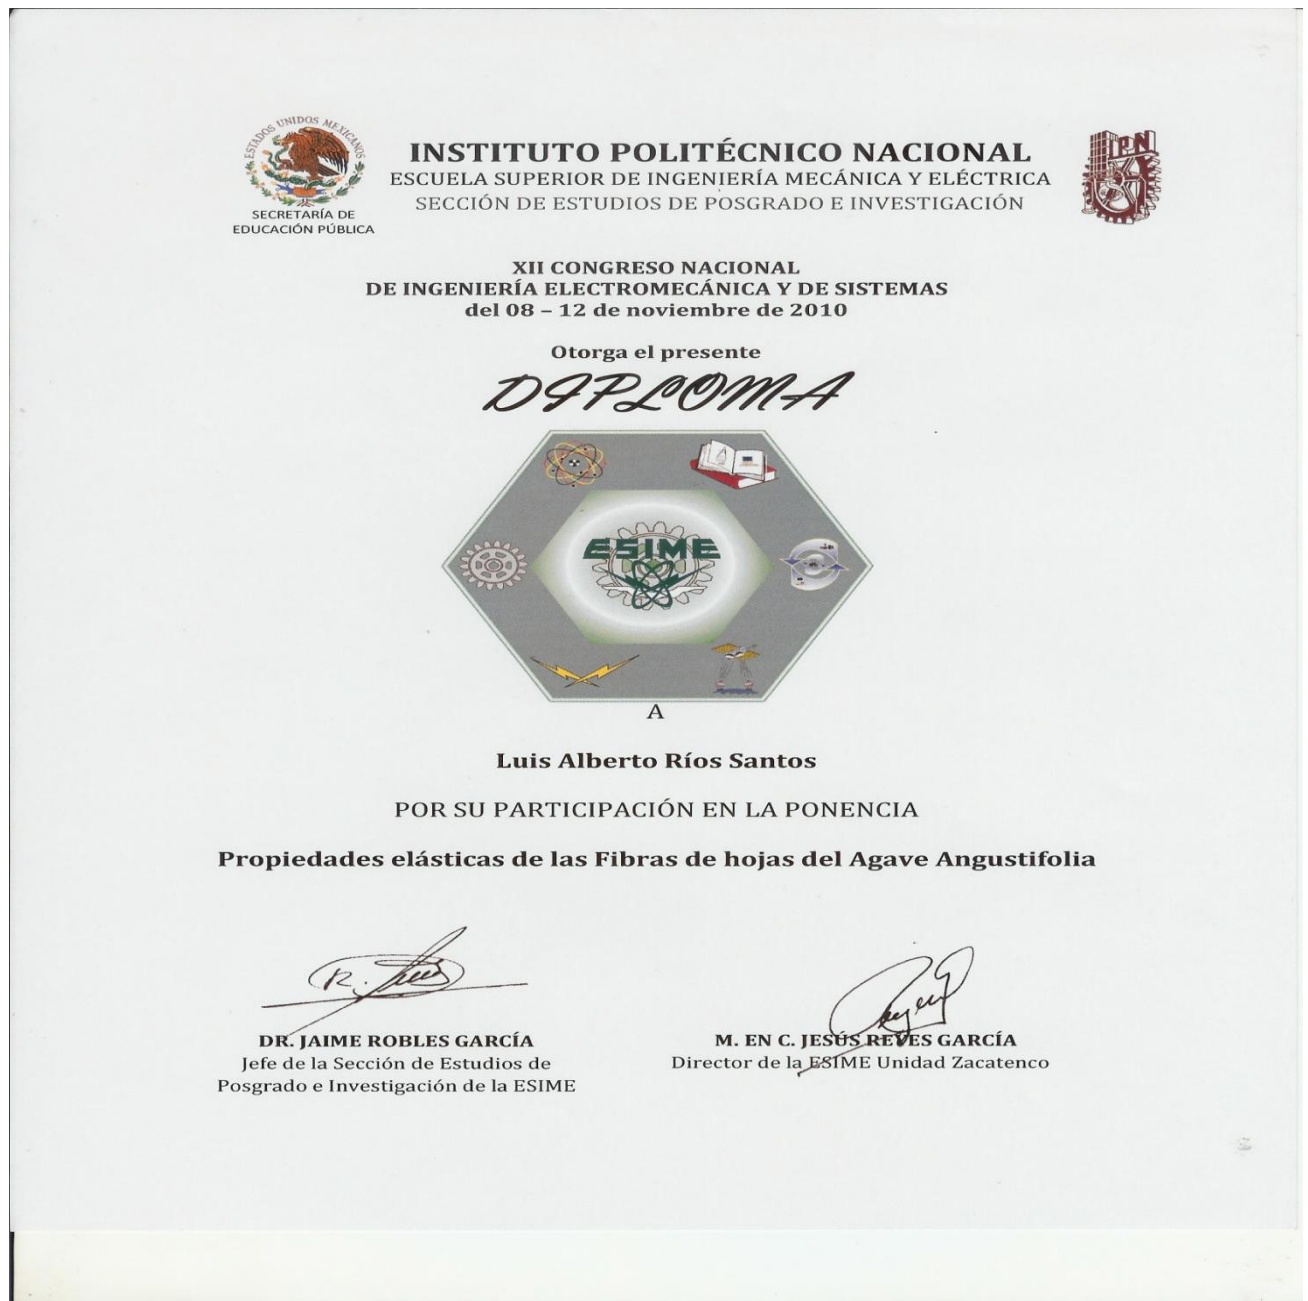 ESTADOS UNIDOS MEXICANOS
SECRETARÍA DE
EDUCACIÓN PÚBLICA
INSTITUTO POLITÉCNICO NACIONAL
ESCUELA SUPERIOR DE INGENIERÍA MECÁNICA Y ELÉCTRICA
SECCIÓN DE ESTUDIOS DE POSGRADO E INVESTIGACIÓN
IPN
XII CONGRESO NACIONAL
DE INGENIERÍA ELECTROMECÁNICA Y DE SISTEMAS
del 08 – 12 de noviembre de 2010
Otorga el presente
DIPLOMA
ESIME
A
Luis Alberto Ríos Santos
POR SU PARTICIPACIÓN EN LA PONENCIA
Propiedades elásticas de las Fibras de hojas del Agave Angustifolia
DR. JAIME ROBLES GARCÍA
Jefe de la Sección de Estudios de
Posgrado e Investigación de la ESIME
M. EN C. JESÚS REYES GARCÍA
Director de la ESIME Unidad Zacatenco